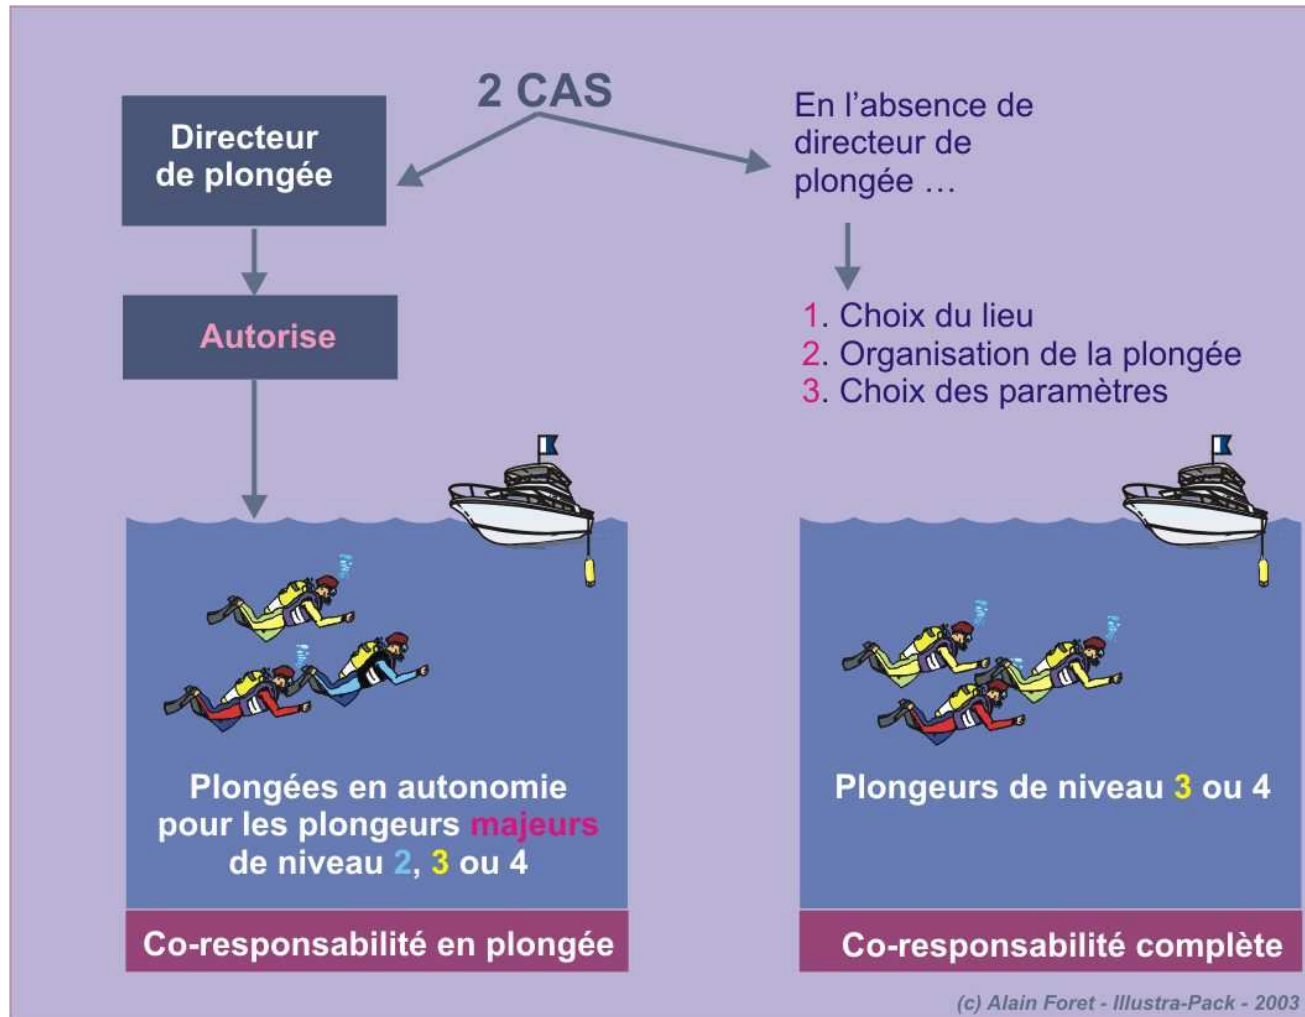 2 CAS
Directeur
de plongée
Autorise
Plongées en autonomie
pour les plongeurs majeurs
de niveau 2, 3 ou 4
Co-responsabilité en plongée
En l’absence de
directeur de
plongée …
1. Choix du lieu
2. Organisation de la plongée
3. Choix des paramètres
Plongeurs de niveau 3 ou 4
Co-responsabilité complète
(c) Alain Foret - Illustra-Pack - 2003